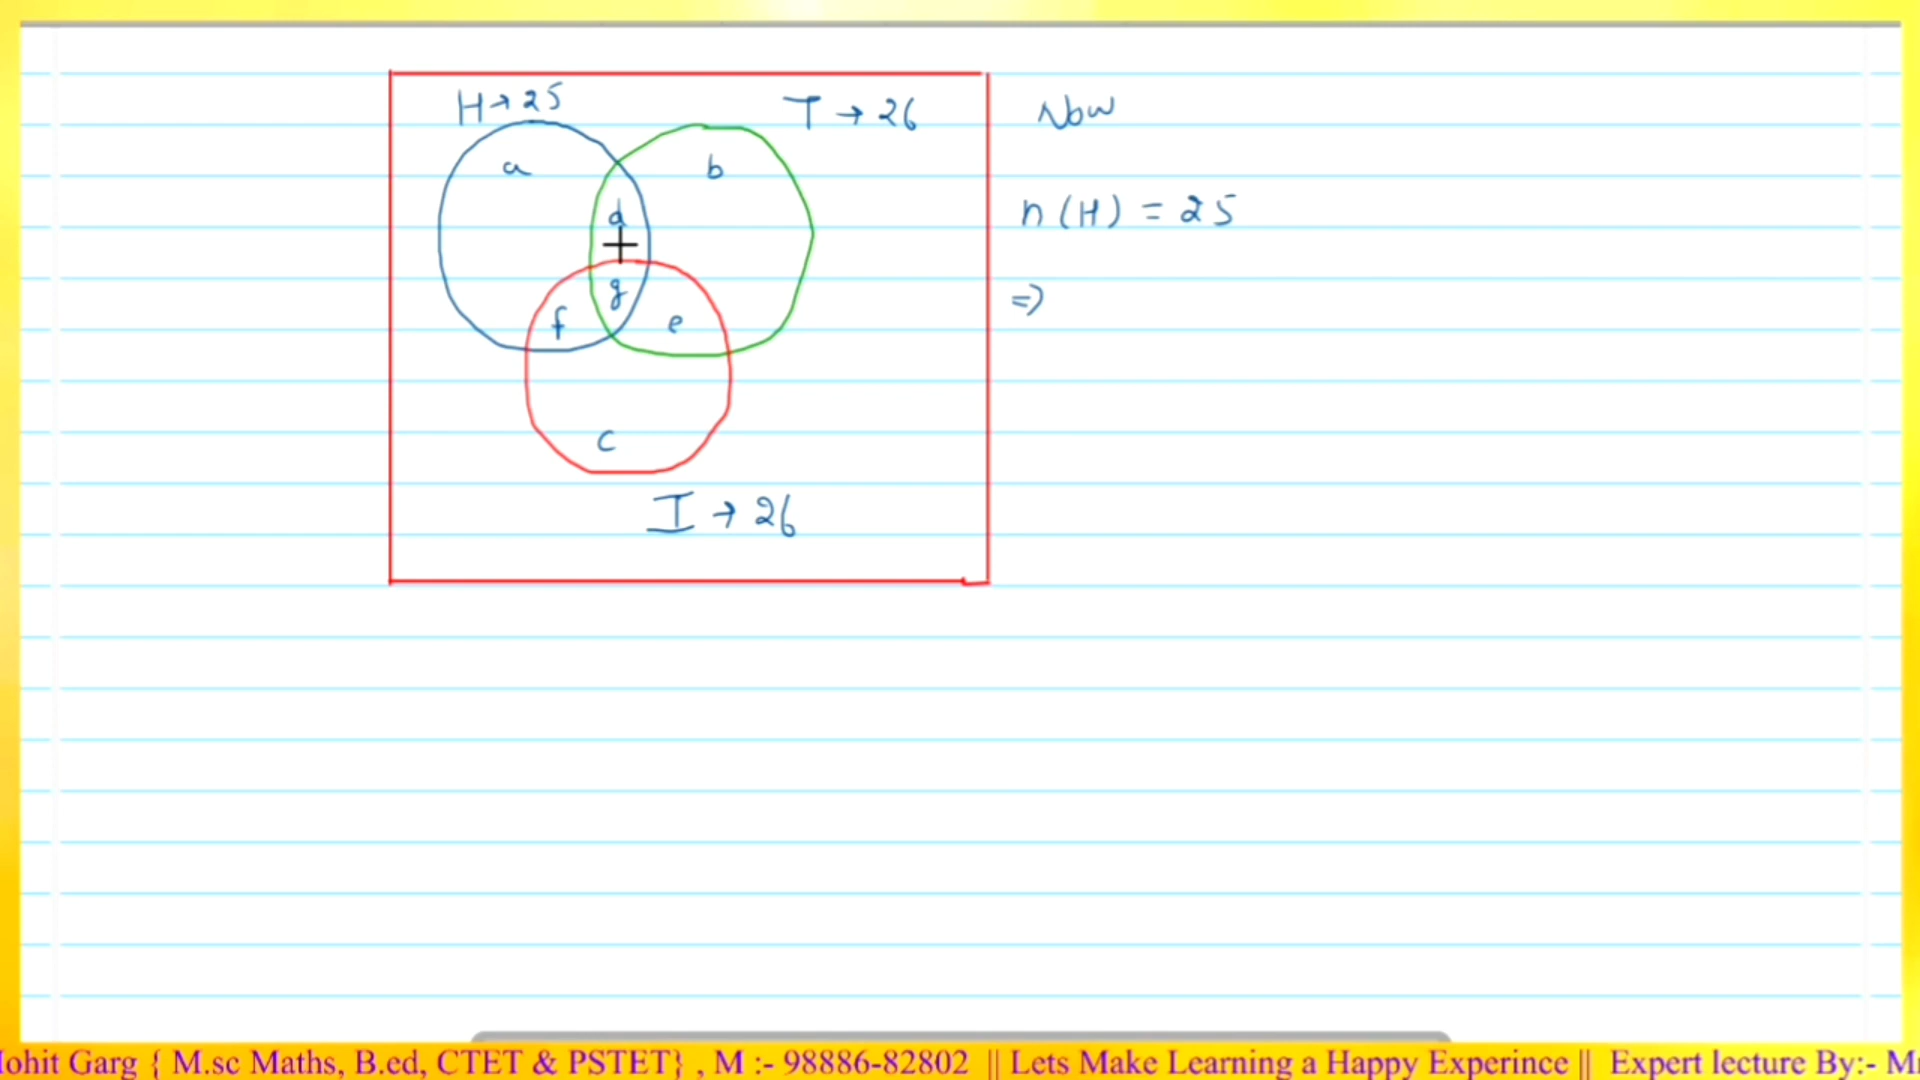 H → 25
T → 26
a
b
d
g
f
e
c
I → 26
Now
n (H) = 25
⇒
ohit Garg { M.sc Maths, B.ed, CTET & PSTET} , M :- 98886-82802 || Lets Make Learning a Happy Experince || Expert lecture By:-